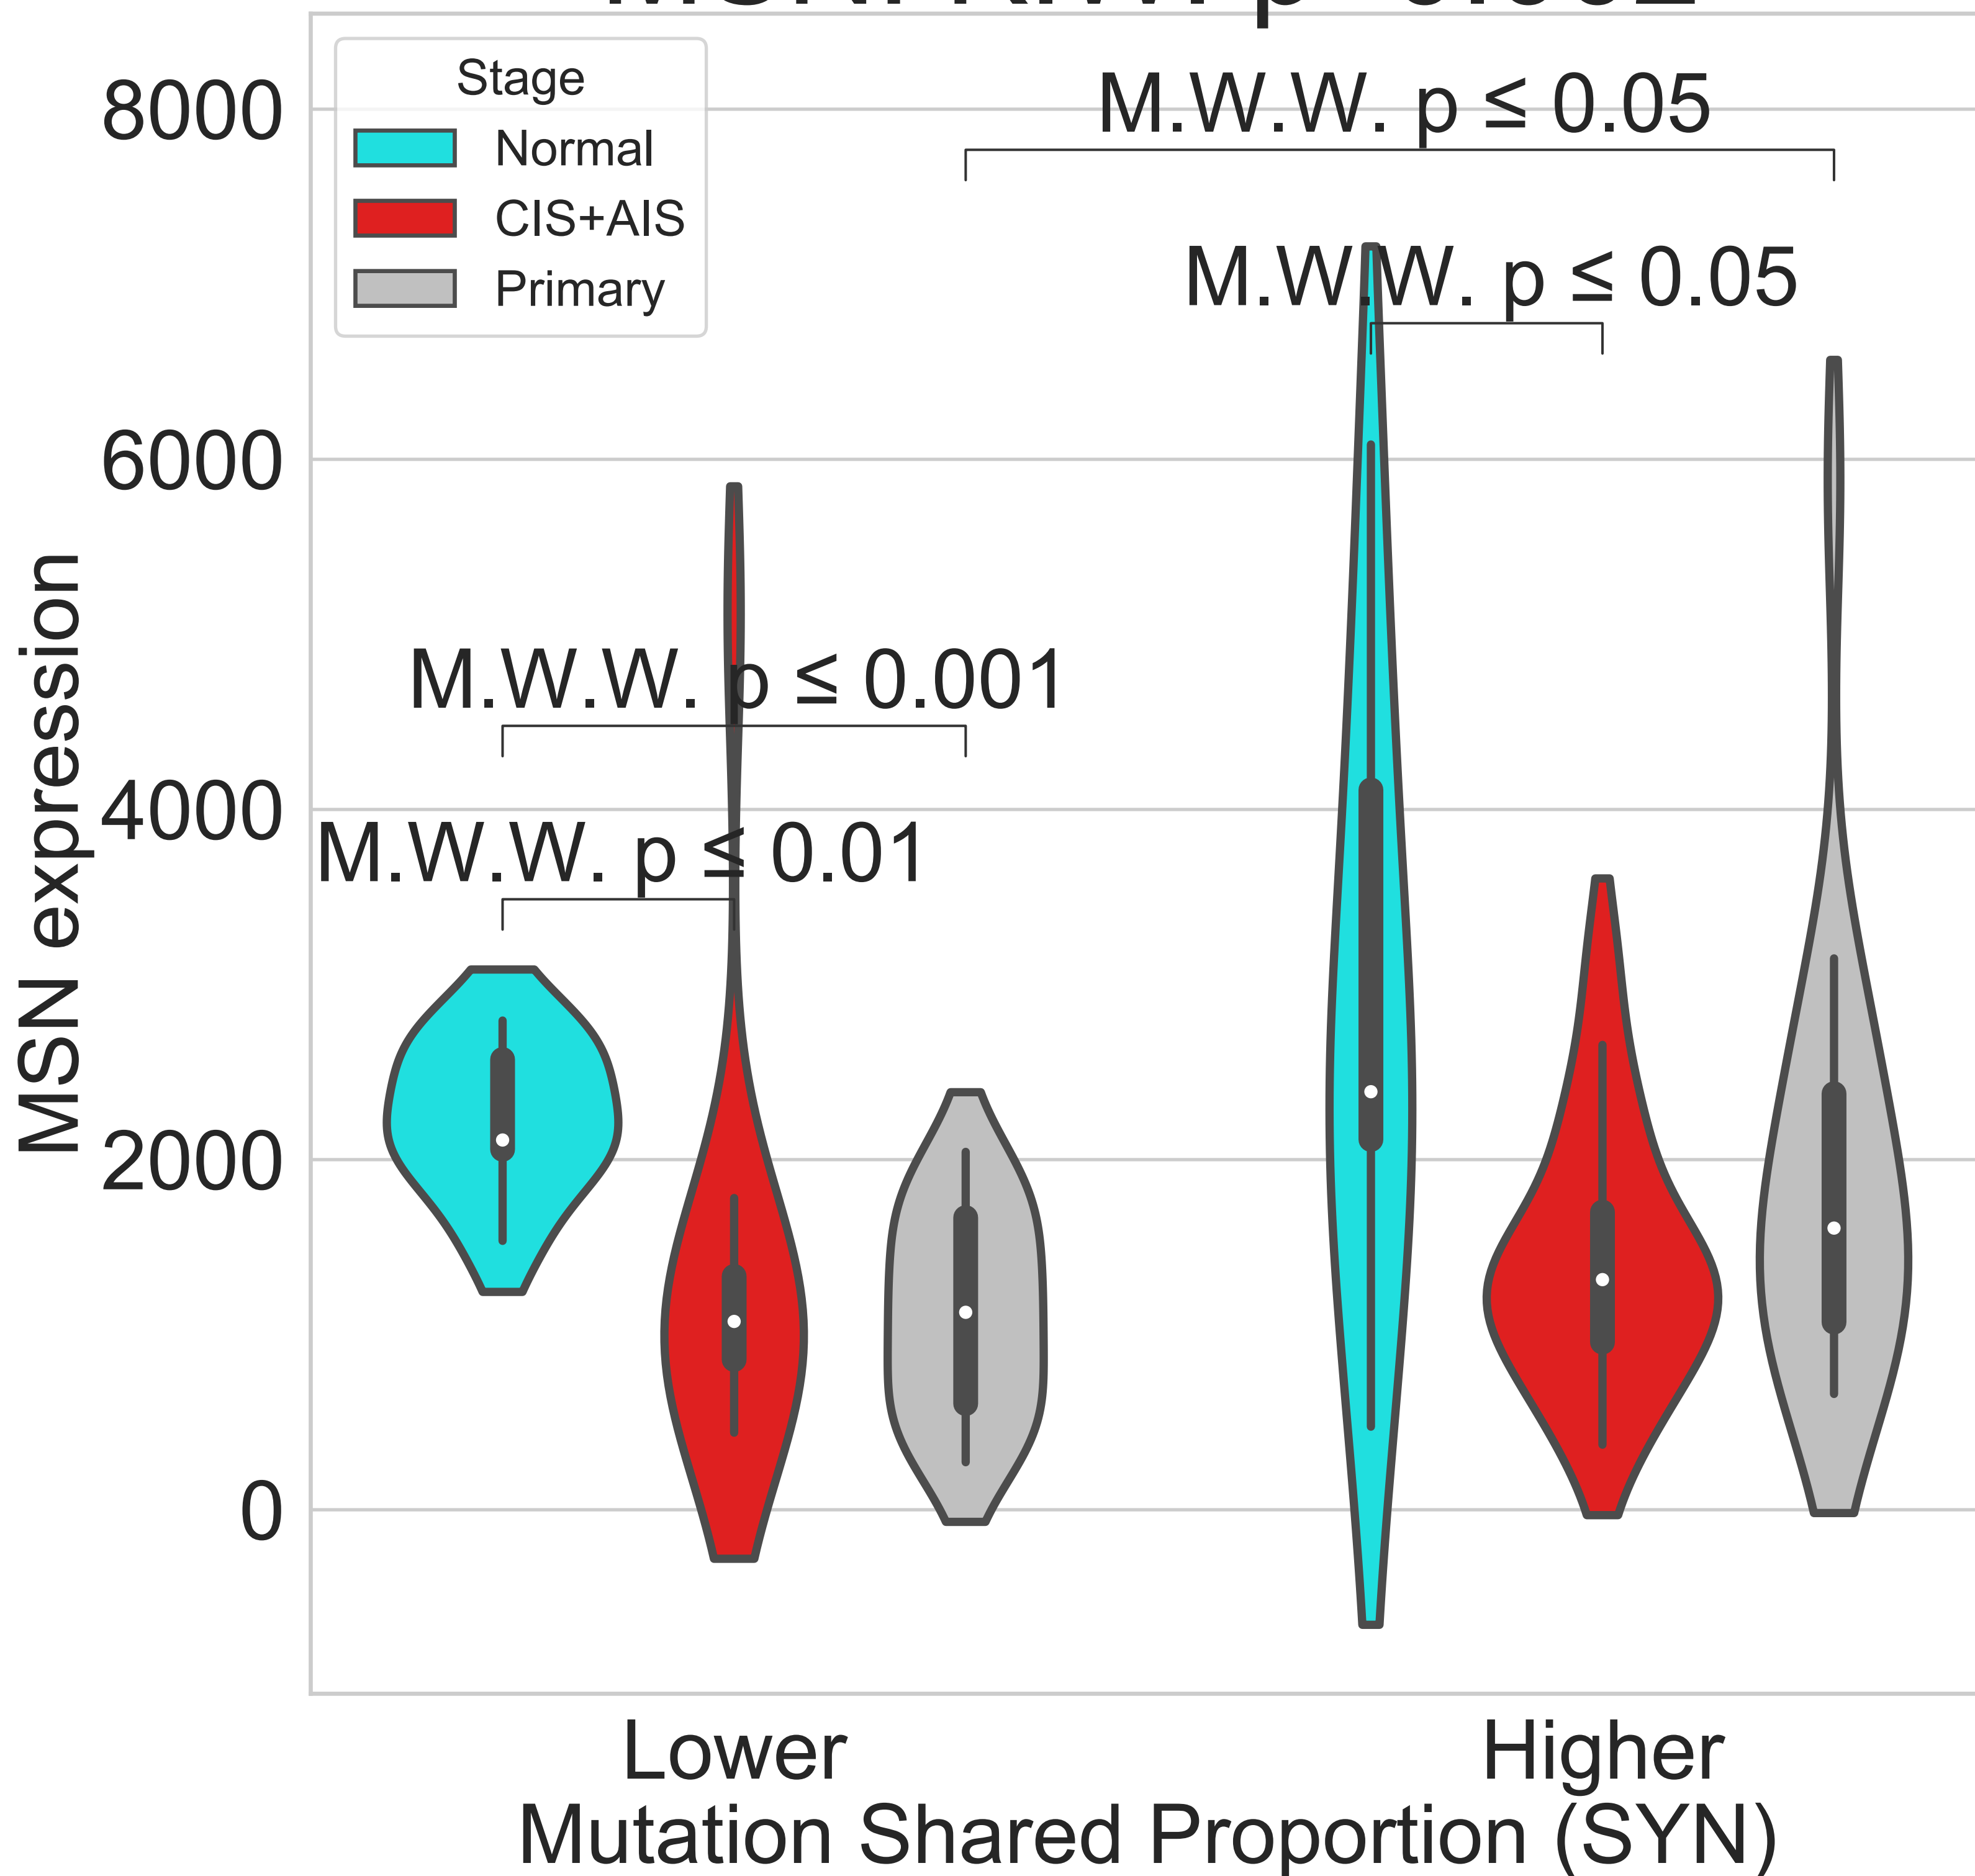 Stage
Normal
CIS+AIS
Primary
M.W.W. p ≤ 0.05
M.W.W. p ≤ 0.05
M.W.W. p ≤ 0.001
M.W.W. p ≤ 0.01
8000
6000
4000
2000
0
MSN expression
Lower
Higher
Mutation Shared Proportion (SYN)